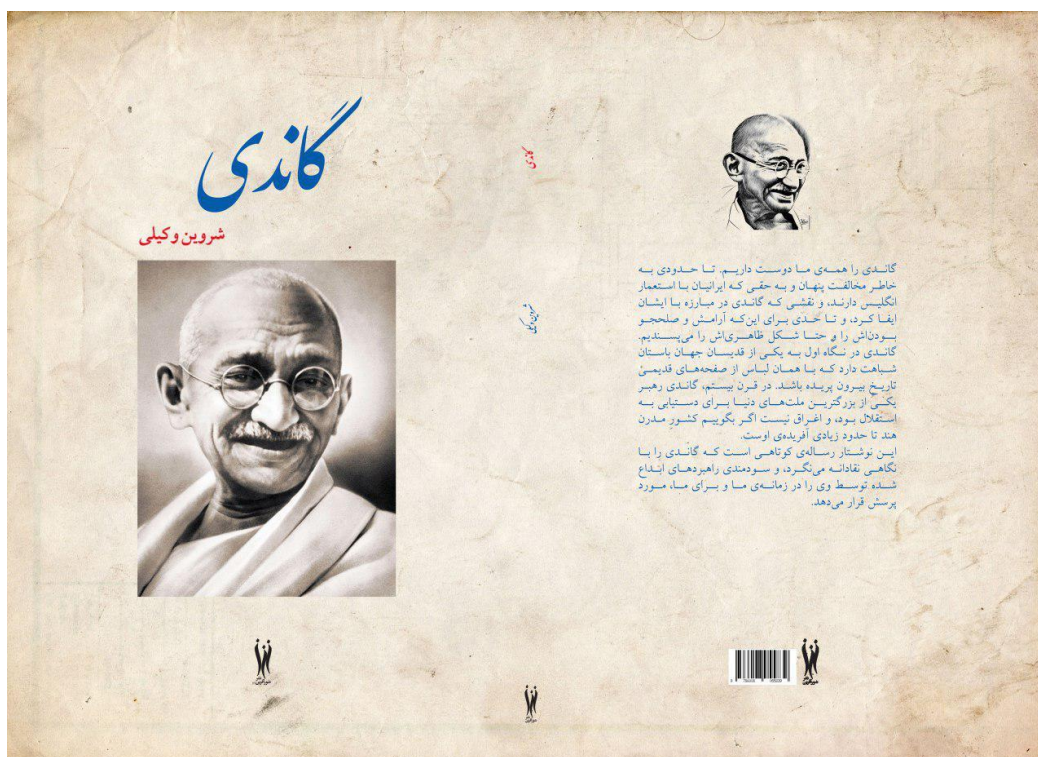 گاندی
شروین وکیلی
گاندی
شروین وکیلی
گاندی را همه‌ی ما دوست داریم. تا حدودی به
خاطر مخالفت پنهان و به حقی که ایرانیان با استعمار
انگلیس دارند، و نقشی که گاندی در مبارزه با ایشان
ایفا کرد، و تا حدی برای این‌که آرامش و صلحجو
بودن‌اش را و حتا شکل ظاهری‌اش را می‌پسندیم.
گاندی در نگاه اول به یکی از قدیسان جهان باستان
شباهت دارد که با همان لباس از صفحه‌های قدیمیْ
تاریخ بیرون پریده باشد. در قرن بیستم، گاندی رهبر
یکی از بزرگترین ملت‌های دنیا برای دستیابی به
استقلال بود، و اغراق نیست اگر بگوییم کشور مدرن
هند تا حدود زیادی آفریده‌ی اوست.
این نوشتار رساله‌ی کوتاهی است که گاندی را با
نگاهی نقادانه می‌نگرد، و سودمندی راهبردهای ابداع
شده توسط وی را در زمانه‌ی ما و برای ما، مورد
پرسش قرار می‌دهد.